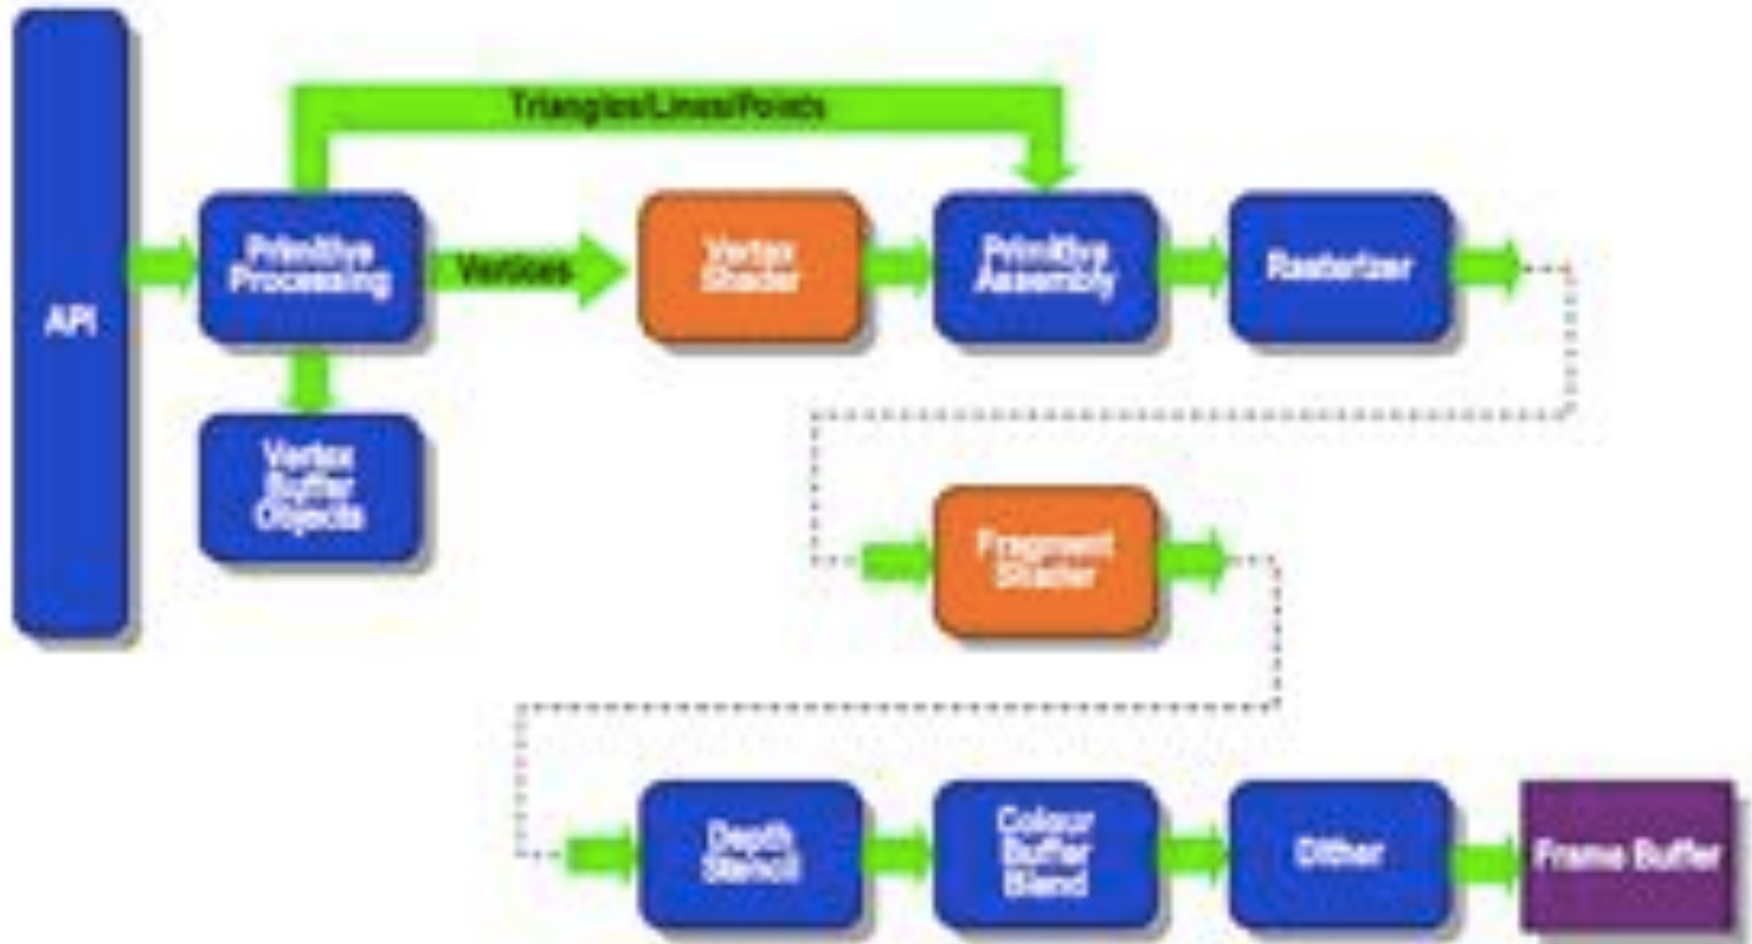 API
Triangles/Lines/Points
Primitive
Processing
Vertices
Vertex
Shader
Primitive
Assembly
Rasterizer
Vertex
Buffer
Objects
Fragment
Shader
Depth
Stencil
Colour
Buffer
Blend
Dither
Frame Buffer